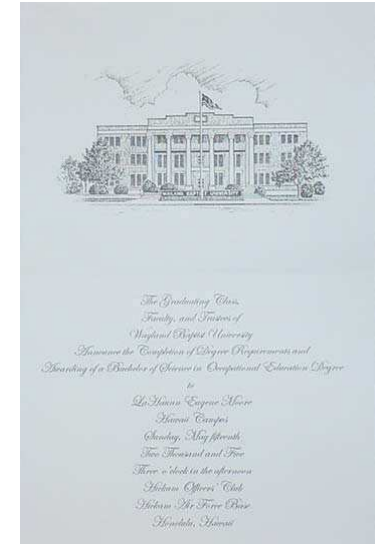 The Graduating Class,
Faculty, and Trustees of
Wayland Baptist University
Announce the Completion of Degree Requirements and
Awarding of a Bachelor of Science in Occupational Education Degree
to
Eugene Moore
Hawaii Campus
Sunday, May fifteenth
Two Thousand and Five
Three o'clock in the afternoon
Hickam Officers' Club
Hickam Air Force Base
Honolulu, Hawaii